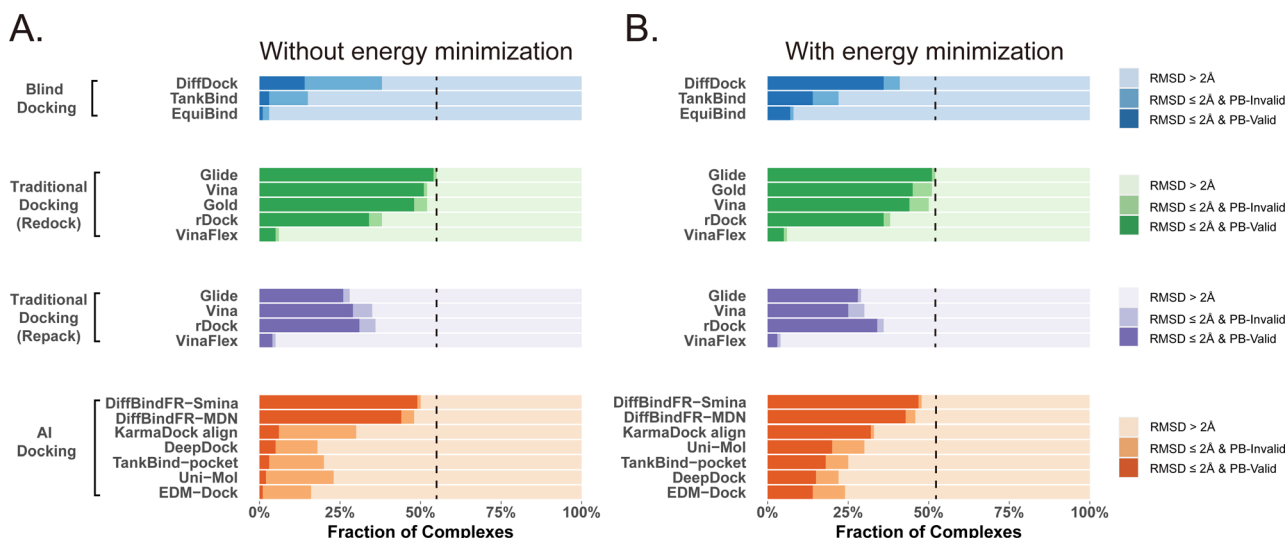 A.
Without energy minimization
Blind
Docking
DiffDock
TankBind
EquiBind
Traditional
Docking
(Redock)
Glide
Vina
Gold
rDock
VinaFlex
Traditional
Docking
(Repack)
Glide
Vina
rDock
VinaFlex
AI
Docking
DiffBindFR−Smina
DiffBindFR−MDN
KarmaDock align
DeepDock
TankBind−pocket
Uni−Mol
EDM−Dock
0% 25% 50% 75% 100%
Fraction of Complexes
B.
With energy minimization
DiffDock
TankBind
EquiBind
Glide
Gold
Vina
rDock
VinaFlex
Glide
Vina
rDock
VinaFlex
DiffBindFR−Smina
DiffBindFR−MDN
KarmaDock align
Uni−Mol
TankBind−pocket
DeepDock
EDM−Dock
0% 25% 50% 75% 100%
Fraction of Complexes
RMSD > 2Å
RMSD ≤ 2Å & PB-Invalid
RMSD ≤ 2Å & PB-Valid
RMSD > 2Å
RMSD ≤ 2Å & PB-Invalid
RMSD ≤ 2Å & PB-Valid
RMSD > 2Å
RMSD ≤ 2Å & PB-Invalid
RMSD ≤ 2Å & PB-Valid
RMSD > 2Å
RMSD ≤ 2Å & PB-Invalid
RMSD ≤ 2Å & PB-Valid